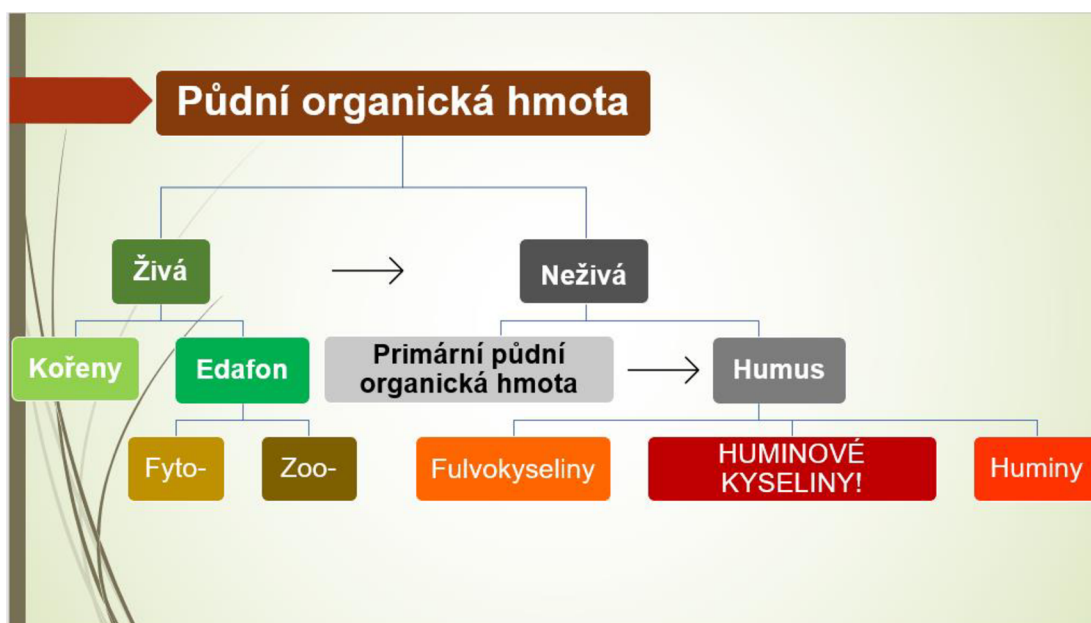 Půdní organická hmota
Živá
Neživá
Kořeny
Edafon
Primární půdní
organická hmota
Humus
Fyto-
Zoo-
Fulvokyseliny
HUMINOVÉ
KYSELINY!
Huminy